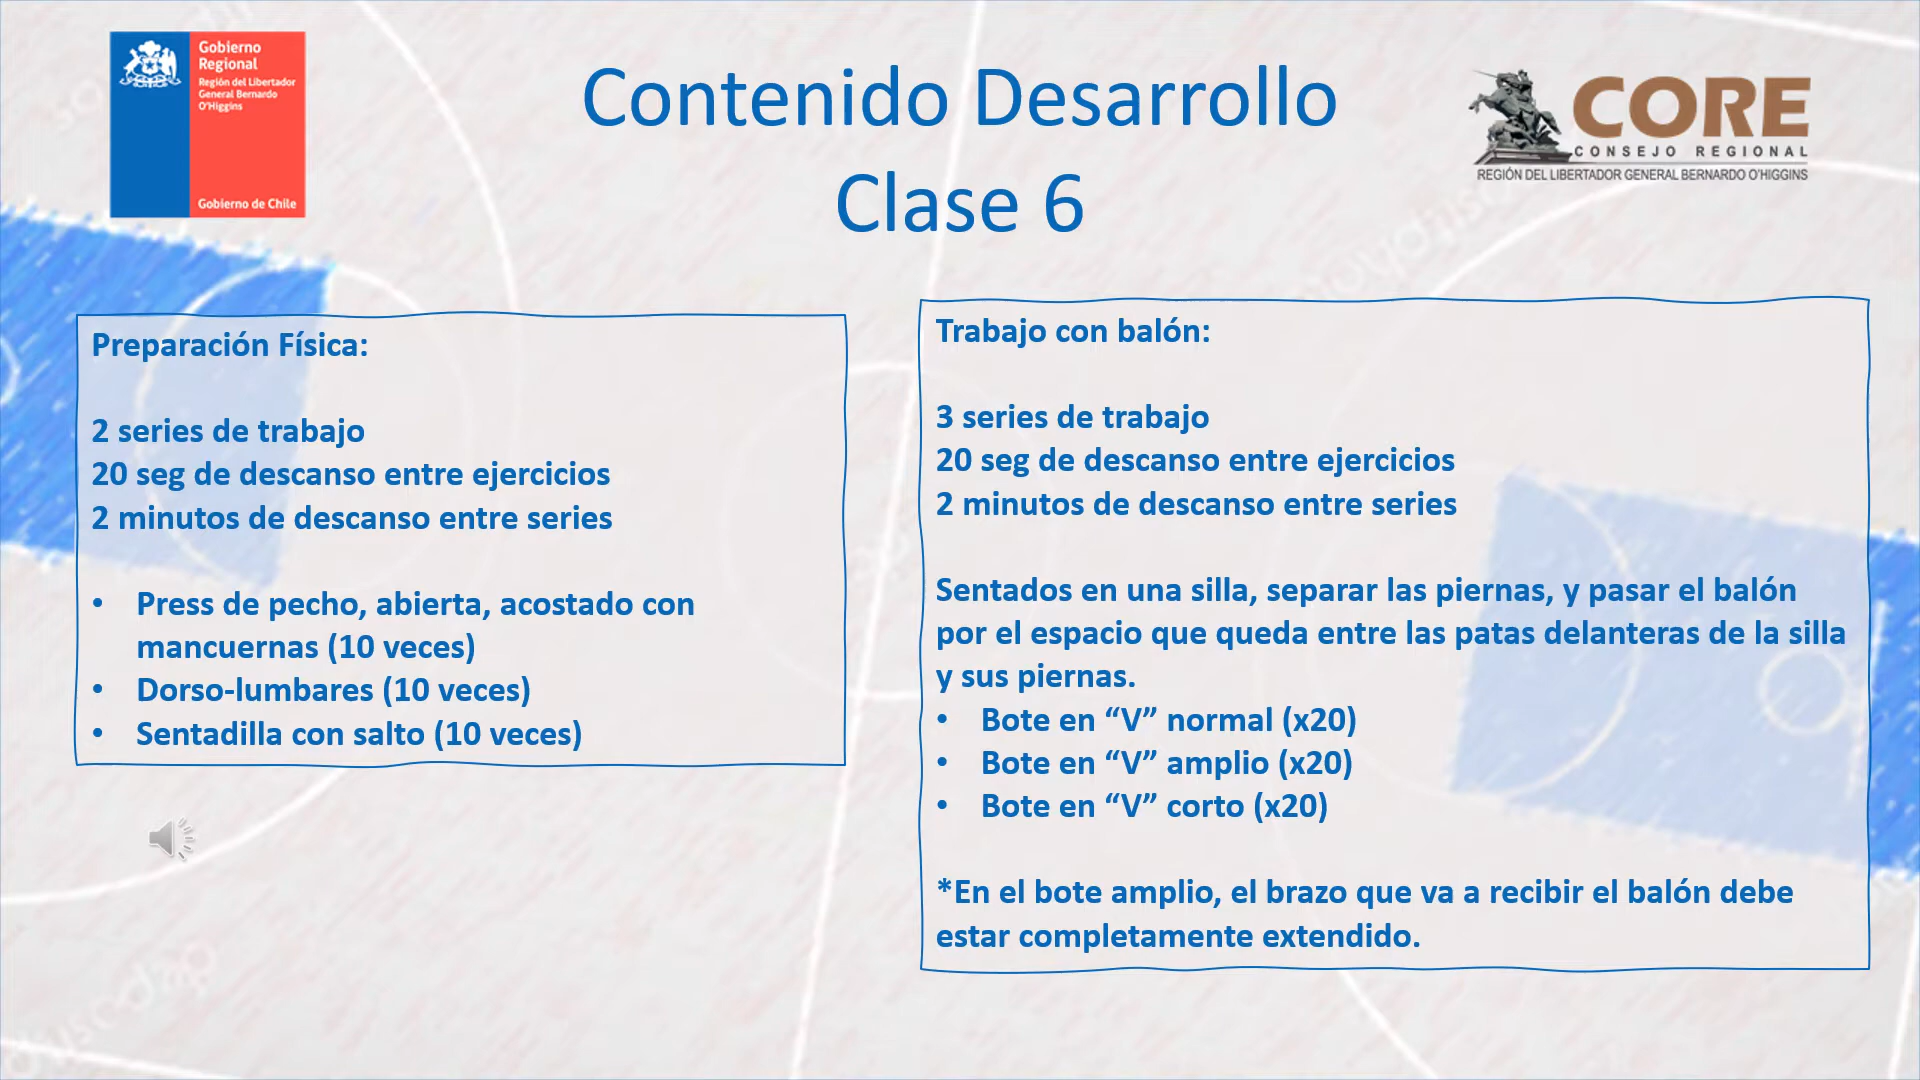 Gobierno
Regional
Región del Libertador
General Bernardo
O'Higgins
Gobierno de Chile
Contenido Desarrollo
Clase 6
CORE
CONSEJO REGIONAL
REGIÓN DEL LIBERTADOR GENERAL BERNARDO O'HIGGINS
Preparación Física:
2 series de trabajo
20 seg de descanso entre ejercicios
2 minutos de descanso entre series
• Press de pecho, abierta, acostado con
mancuernas (10 veces)
• Dorso-lumbares (10 veces)
• Sentadilla con salto (10 veces)
Trabajo con balón:
3 series de trabajo
20 seg de descanso entre ejercicios
2 minutos de descanso entre series
Sentados en una silla, separar las piernas, y pasar el balón
por el espacio que queda entre las patas delanteras de la silla
y sus piernas.
• Bote en “V” normal (x20)
• Bote en “V” amplio (x20)
• Bote en “V” corto (x20)
*En el bote amplio, el brazo que va a recibir el balón debe
estar completamente extendido.